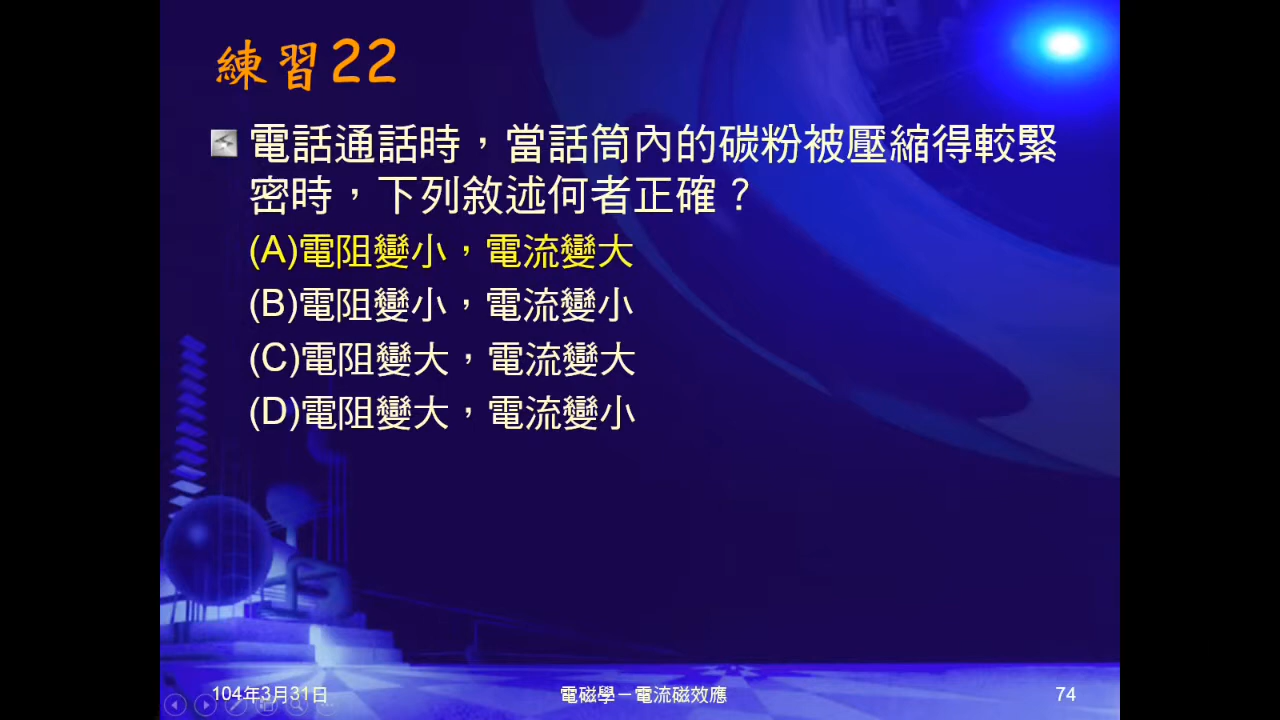 練習22
電話通話時，當話筒內的碳粉被壓縮得較緊
密時，下列敘述何者正確？
(A)電阻變小，電流變大
(B)電阻變小，電流變小
(C)電阻變大，電流變大
(D)電阻變大，電流變小
104年3月31日
電磁學－電流磁效應
74